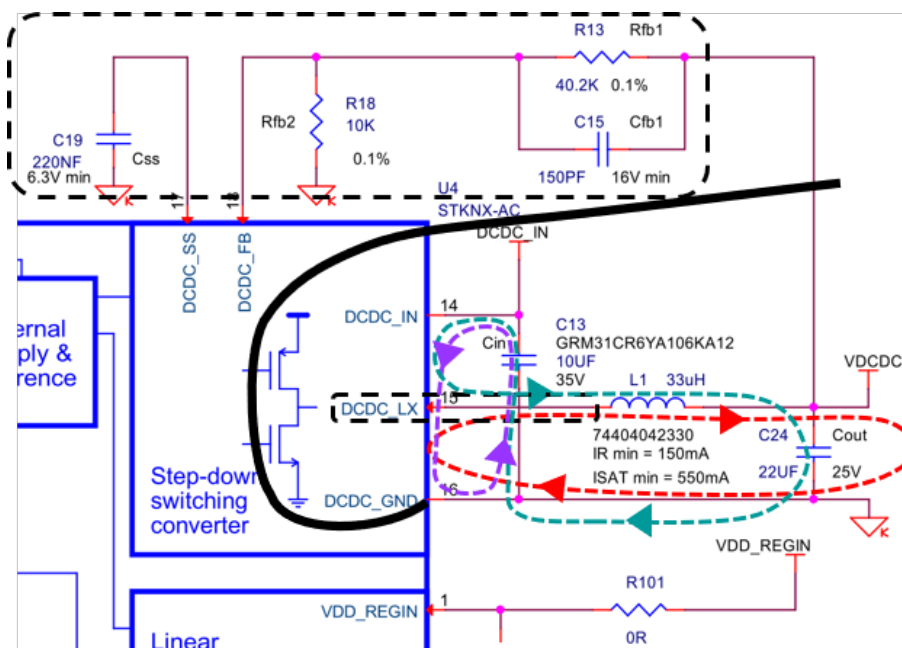 R13 Rfb1
40.2K 0.1%
C15 Cfb1
150PF 16V min
R18
Rfb2 10K
0.1%
C19
220NF Css
6.3V min
17
18
U4
STKNX-AC
DCDC_IN
DCDC_SS
DCDC_FB
DCDC_IN 14
Cin C13
GRM31CR6YA106KA12
10UF
35V
L1 33uH
VDCDC
ernal
ply &
rence
DCDC_LX 15
74404042330
IR min = 150mA
ISAT min = 550mA
C24 Cout
22UF 25V
Step-down
switching
converter
DCDC_GND 16
K
K
K
VDD_REGIN
R101
0R
VDD_REGIN 1
Linear